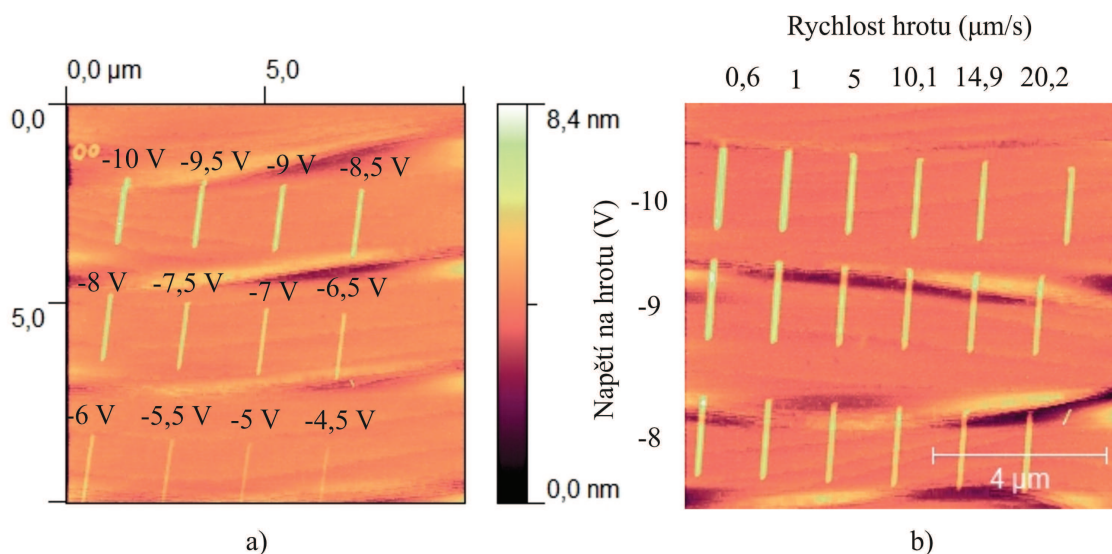 0,0 µm 5,0
0,0
5,0
-10 V -9,5 V -9 V -8,5 V
-8 V -7,5 V -7 V -6,5 V
-6 V -5,5 V -5 V -4,5 V
8,4 nm
0,0 nm
a)
Rychlost hrotu (µm/s)
0,6 1 5 10,1 14,9 20,2
Napětí na hrotu (V)
-10
-9
-8
4 µm
b)